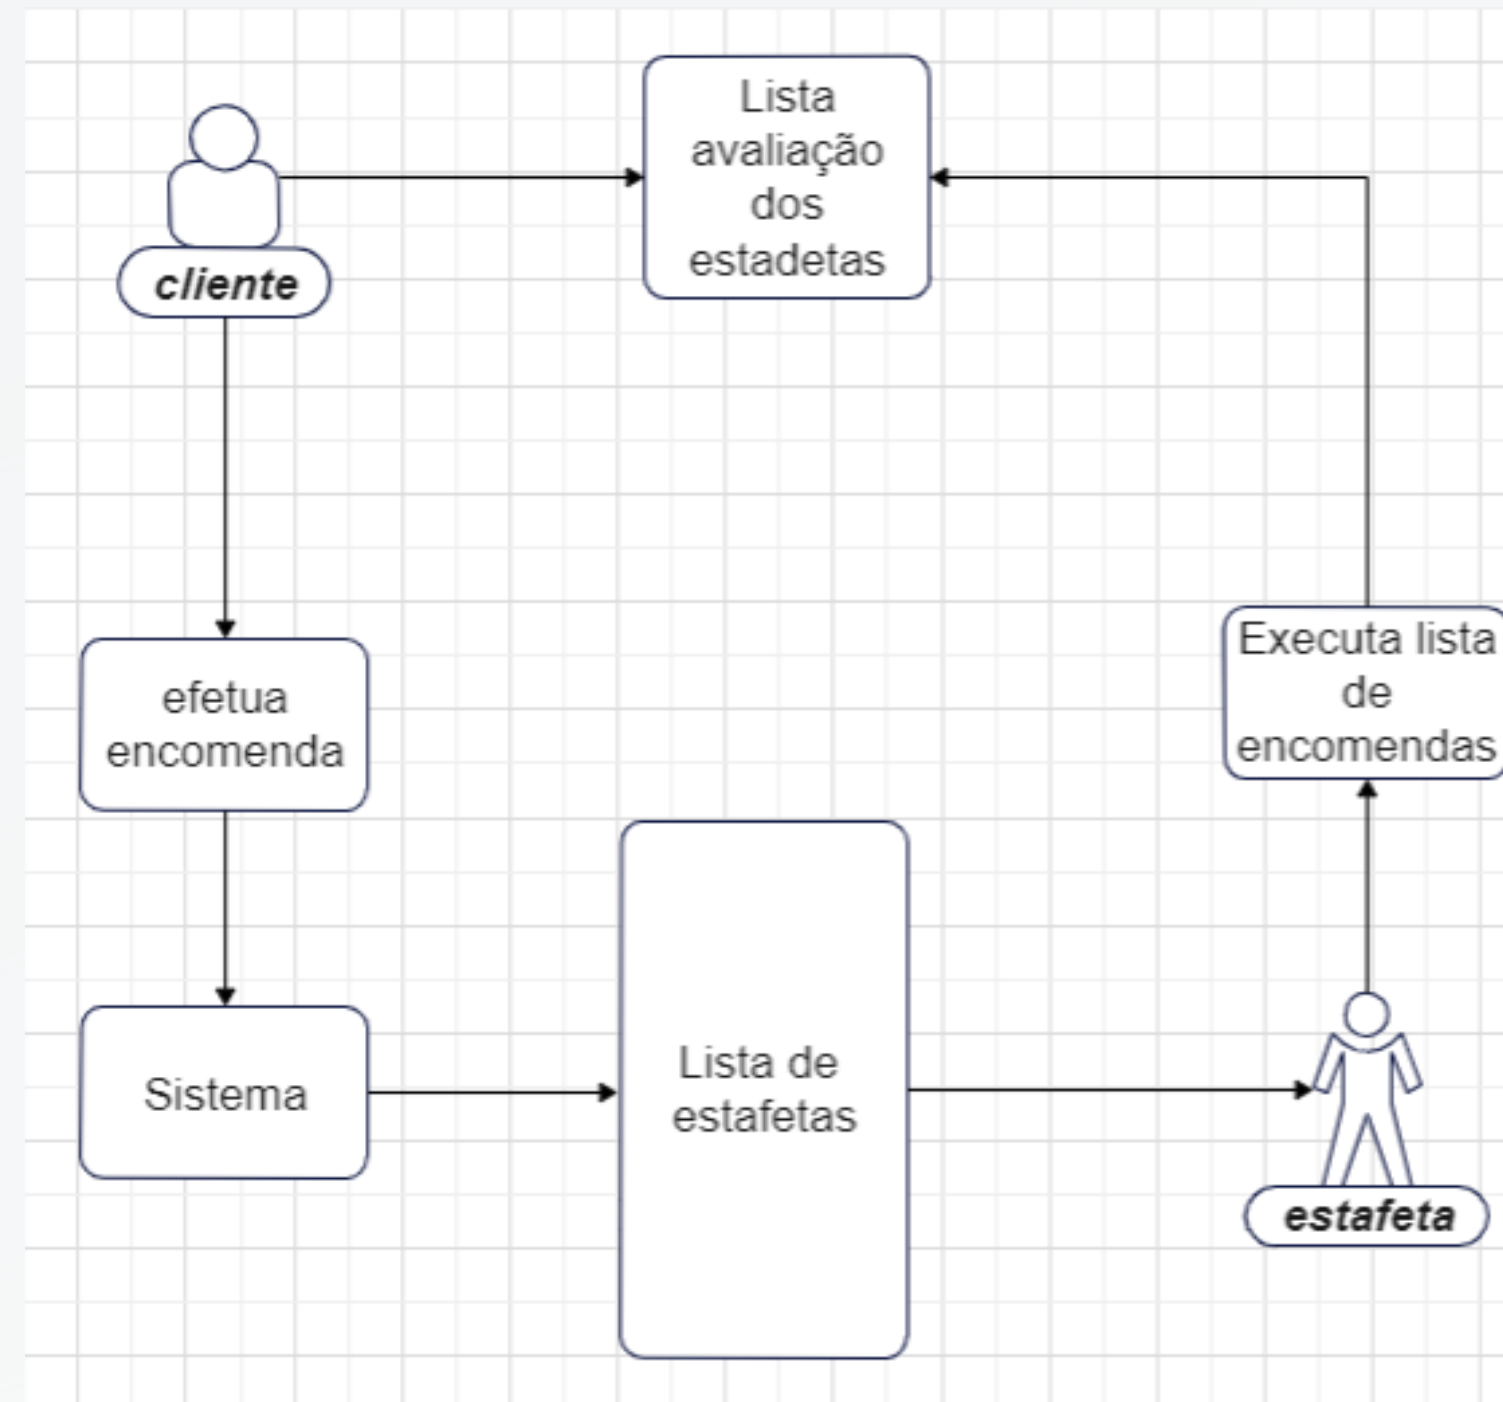 Lista
avaliação
dos
estadetas
cliente
efetua
encomenda
Executa lista
de
encomendas
Sistema
Lista de
estafetas
estafeta